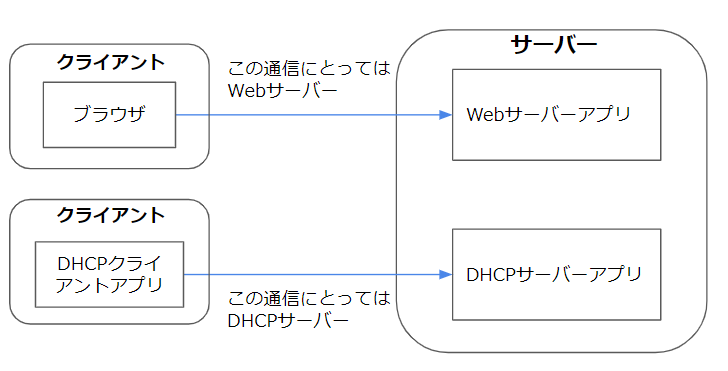 クライアント
ブラウザ
この通信にとっては
Webサーバー
サーバー
Webサーバーアプリ
クライアント
DHCPクライ
アントアプリ
この通信にとっては
DHCPサーバー
DHCPサーバーアプリ